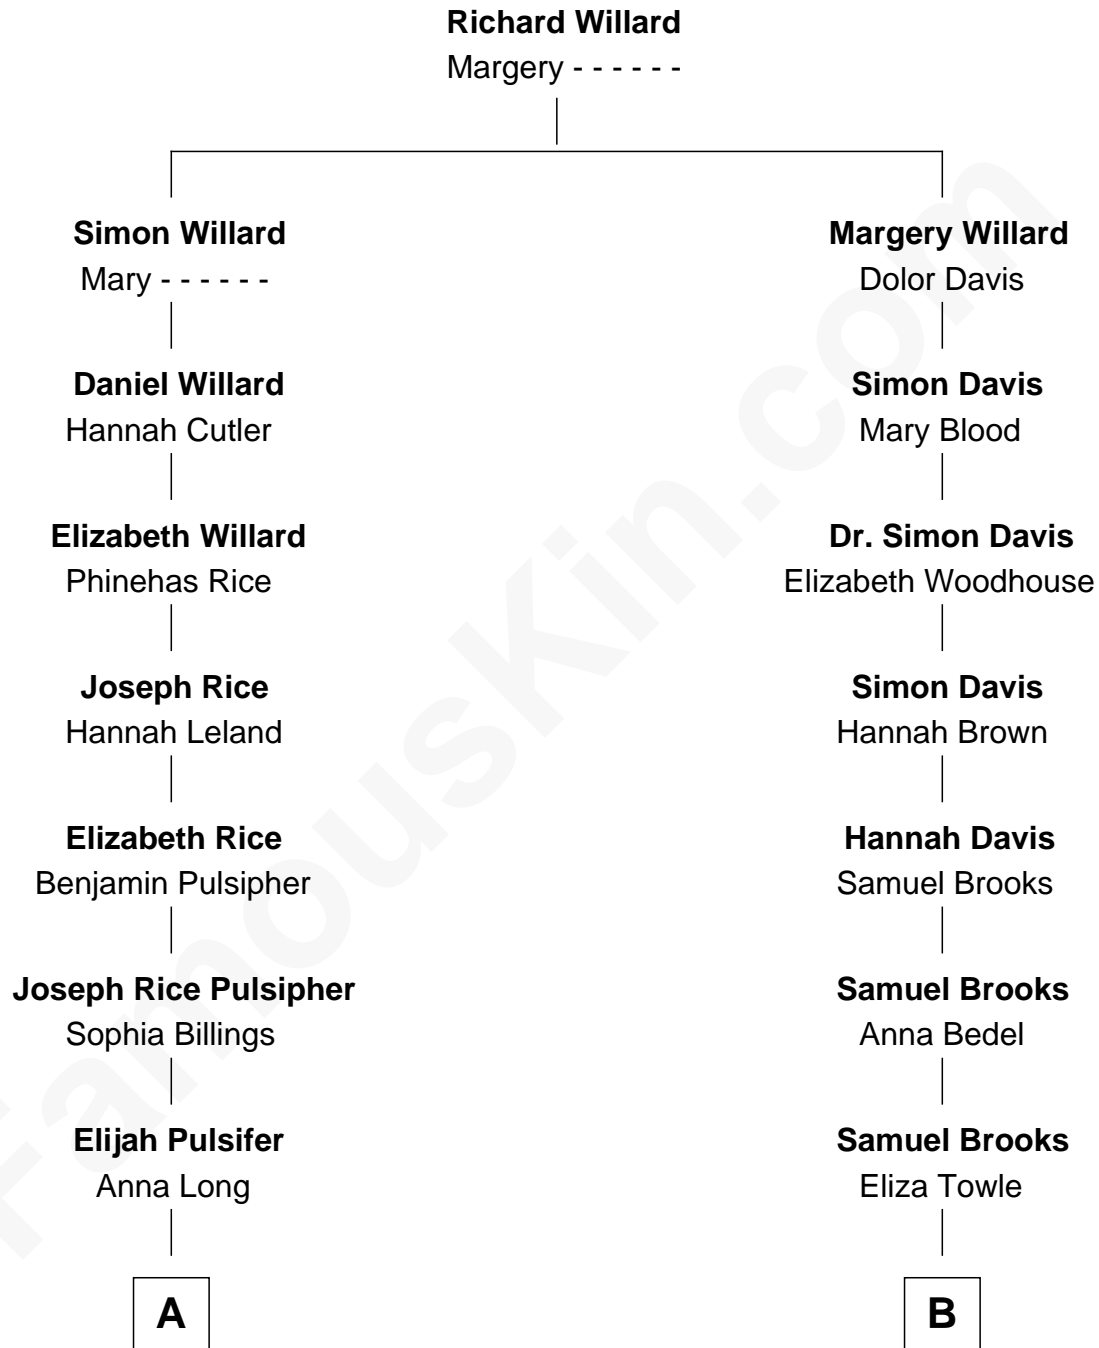 Richard Willard
Margery - - - - - -
Simon Willard
Mary - - - - - -
Daniel Willard
Hannah Cutler
Elizabeth Willard
Phinehas Rice
Joseph Rice
Hannah Leland
Elizabeth Rice
Benjamin Pulsipher
Joseph Rice Pulsipher
Sophia Billings
Elijah Pulsifer
Anna Long
A
Margery Willard
Dolor Davis
Simon Davis
Mary Blood
Dr. Simon Davis
Elizabeth Woodhouse
Simon Davis
Hannah Brown
Hannah Davis
Samuel Brooks
Samuel Brooks
Anna Bedel
Samuel Brooks
Eliza Towle
B
FamousKin.com